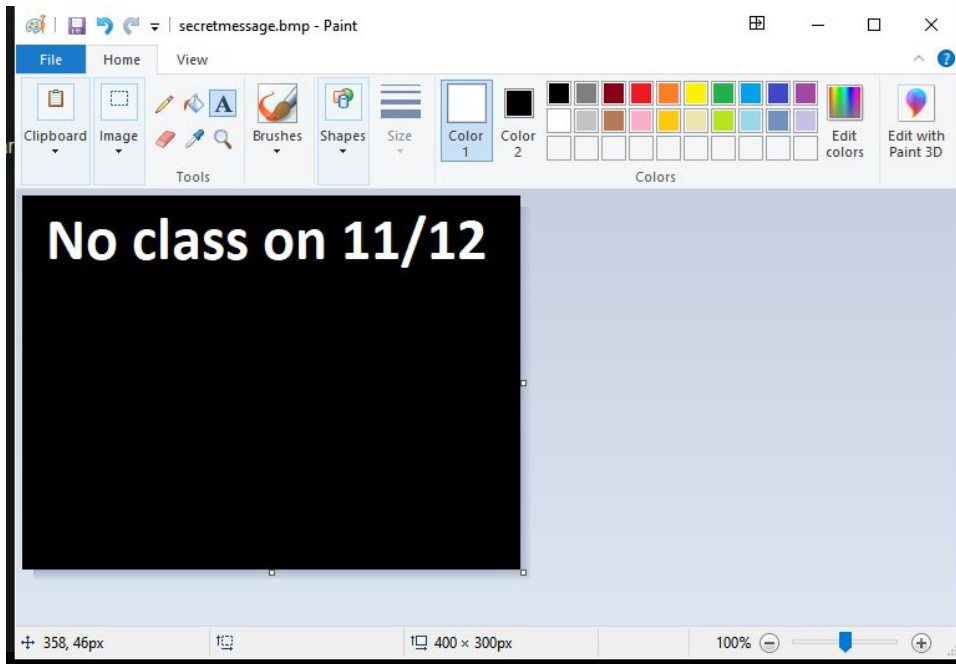 secretmessage.bmp - Paint
File Home View
Clipboard Image Tools Brushes Shapes Size Color 1 Color 2 Colors Edit colors Edit with Paint 3D
No class on 11/12
358, 46px 400 × 300px 100%